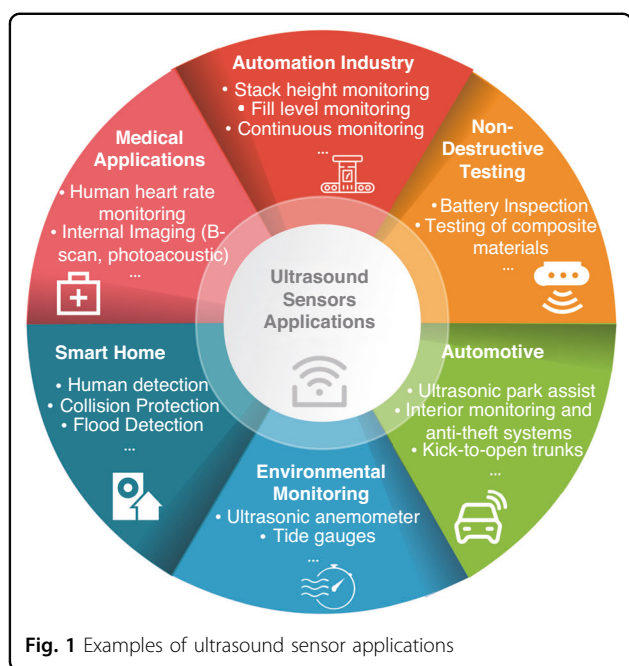 Automation Industry
• Stack height monitoring
• Fill level monitoring
• Continuous monitoring
...
Non-
Destructive
Testing
• Battery Inspection
• Testing of composite
materials
...
Automotive
• Ultrasonic park assist
• Interior monitoring and
anti-theft systems
• Kick-to-open trunks
...
Environmental
Monitoring
• Ultrasonic anemometer
• Tide gauges
...
Smart Home
• Human detection
• Collision Protection
• Flood Detection
...
Medical
Applications
• Human heart rate
monitoring
• Internal Imaging (B-
scan, photoacoustic)
...
Ultrasound
Sensors
Applications
Fig. 1 Examples of ultrasound sensor applications